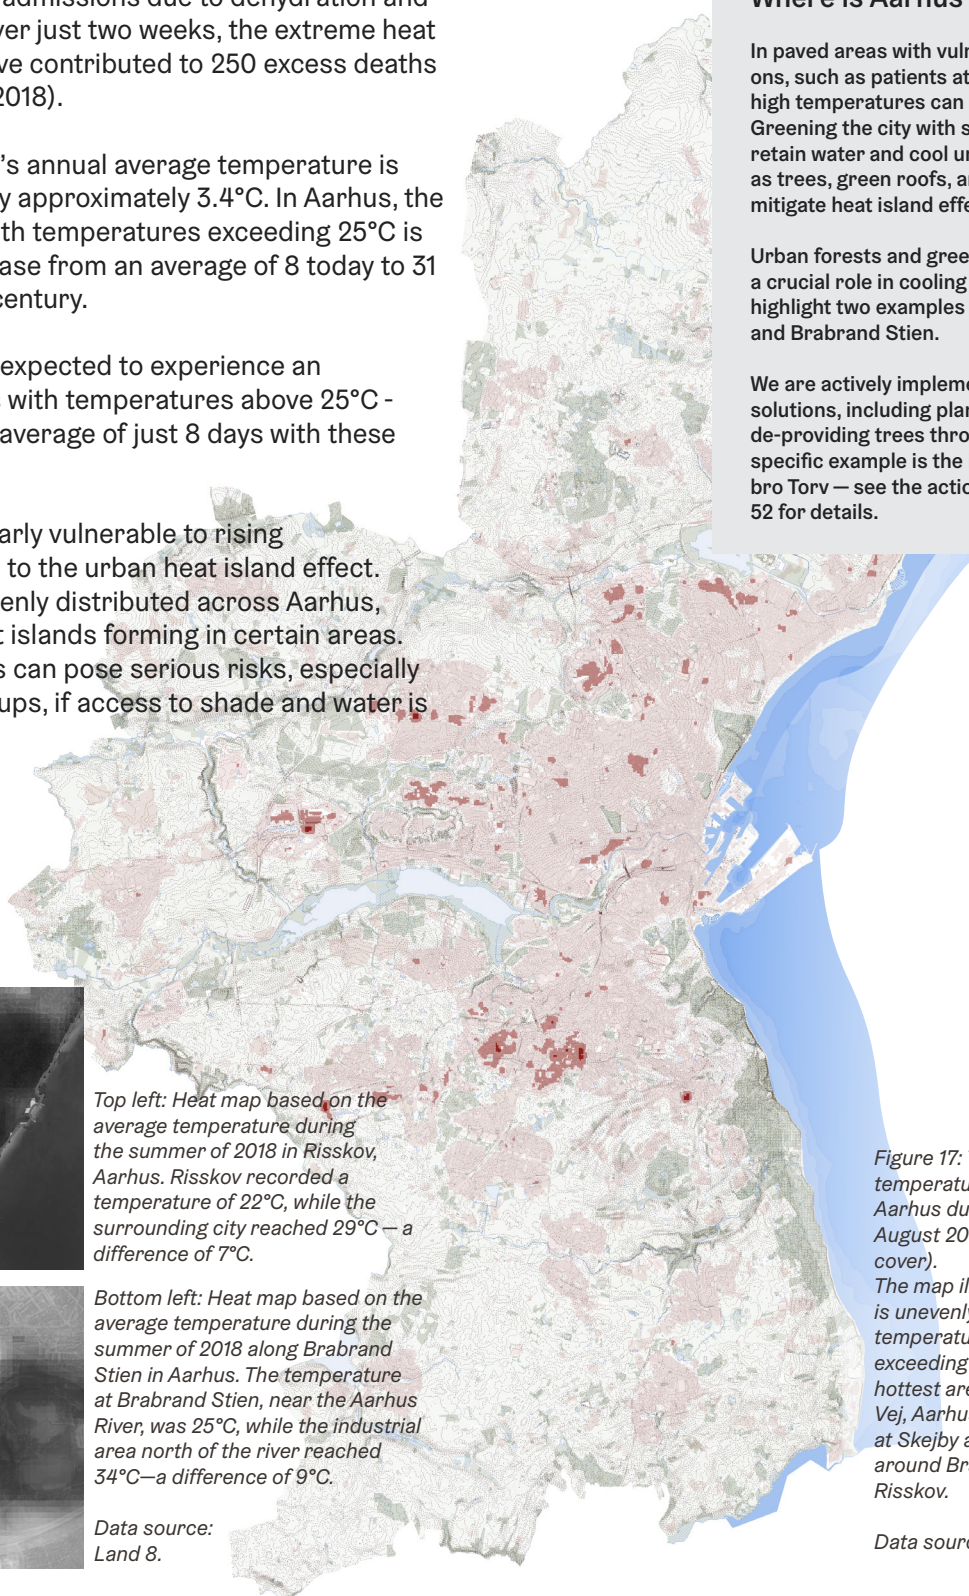 admissions due to dehydration and
ver just two weeks, the extreme heat
ve contributed to 250 excess deaths
2018).
's annual average temperature is
y approximately 3.4°C. In Aarhus, the
th temperatures exceeding 25°C is
ase from an average of 8 today to 31
century.
expected to experience an
with temperatures above 25°C -
average of just 8 days with these
arly vulnerable to rising
to the urban heat island effect.
enly distributed across Aarhus,
t islands forming in certain areas.
s can pose serious risks, especially
ups, if access to shade and water is
Where is Aarhus
In paved areas with vuln
ons, such as patients at
high temperatures can
Greening the city with s
retain water and cool ur
as trees, green roofs, an
mitigate heat island effe
Urban forests and gree
a crucial role in cooling
highlight two examples
and Brabrand Stien.
We are actively impleme
solutions, including plan
de-providing trees thro
specific example is the
bro Torv — see the actio
52 for details.
Top left: Heat map based on the
average temperature during
the summer of 2018 in Risskov,
Aarhus. Risskov recorded a
temperature of 22°C, while the
surrounding city reached 29°C — a
difference of 7°C.
Bottom left: Heat map based on the
average temperature during the
summer of 2018 along Brabrand
Stien in Aarhus. The temperature
at Brabrand Stien, near the Aarhus
River, was 25°C, while the industrial
area north of the river reached
34°C—a difference of 9°C.
Data source:
Land 8.
Figure 17:
temperatu
Aarhus du
August 20
cover).
The map il
is unevenly
temperatu
exceeding
hottest are
Vej, Aarhu
at Skejby a
around Bra
Risskov.
Data sourc